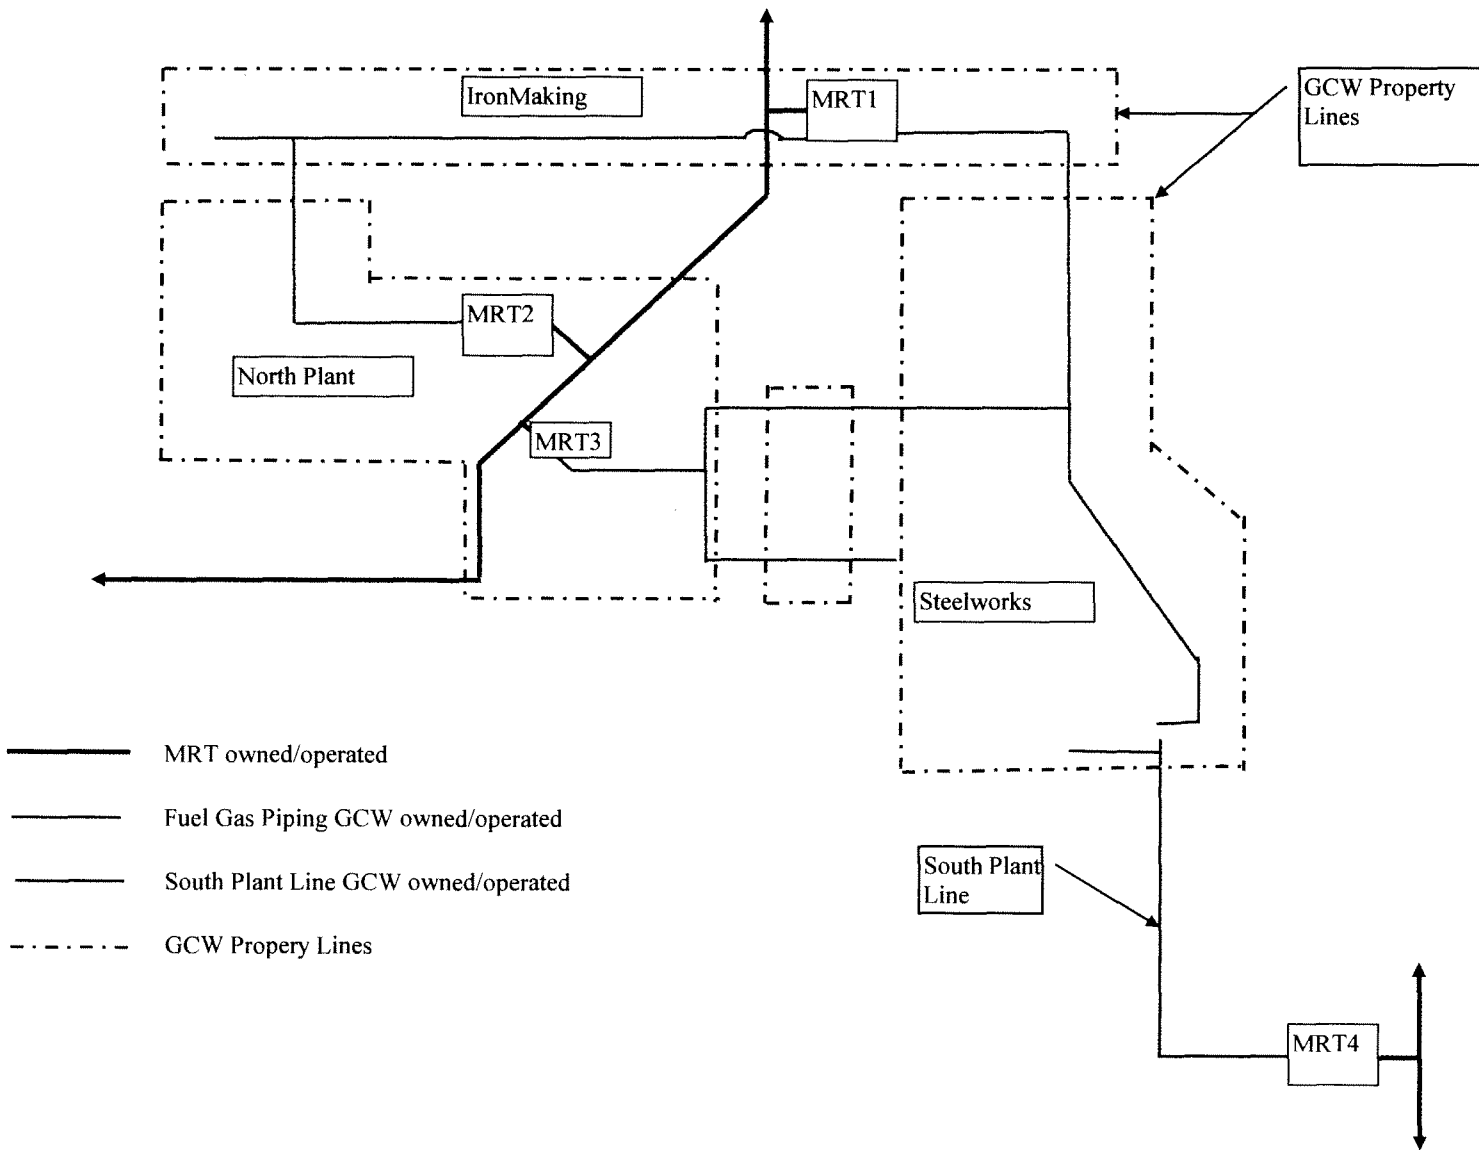 IronMaking
MRT1
GCW Property
Lines
MRT2
North Plant
MRT3
Steelworks
MRT owned/operated
Fuel Gas Piping GCW owned/operated
South Plant Line GCW owned/operated
GCW Propery Lines
South Plant
Line
MRT4